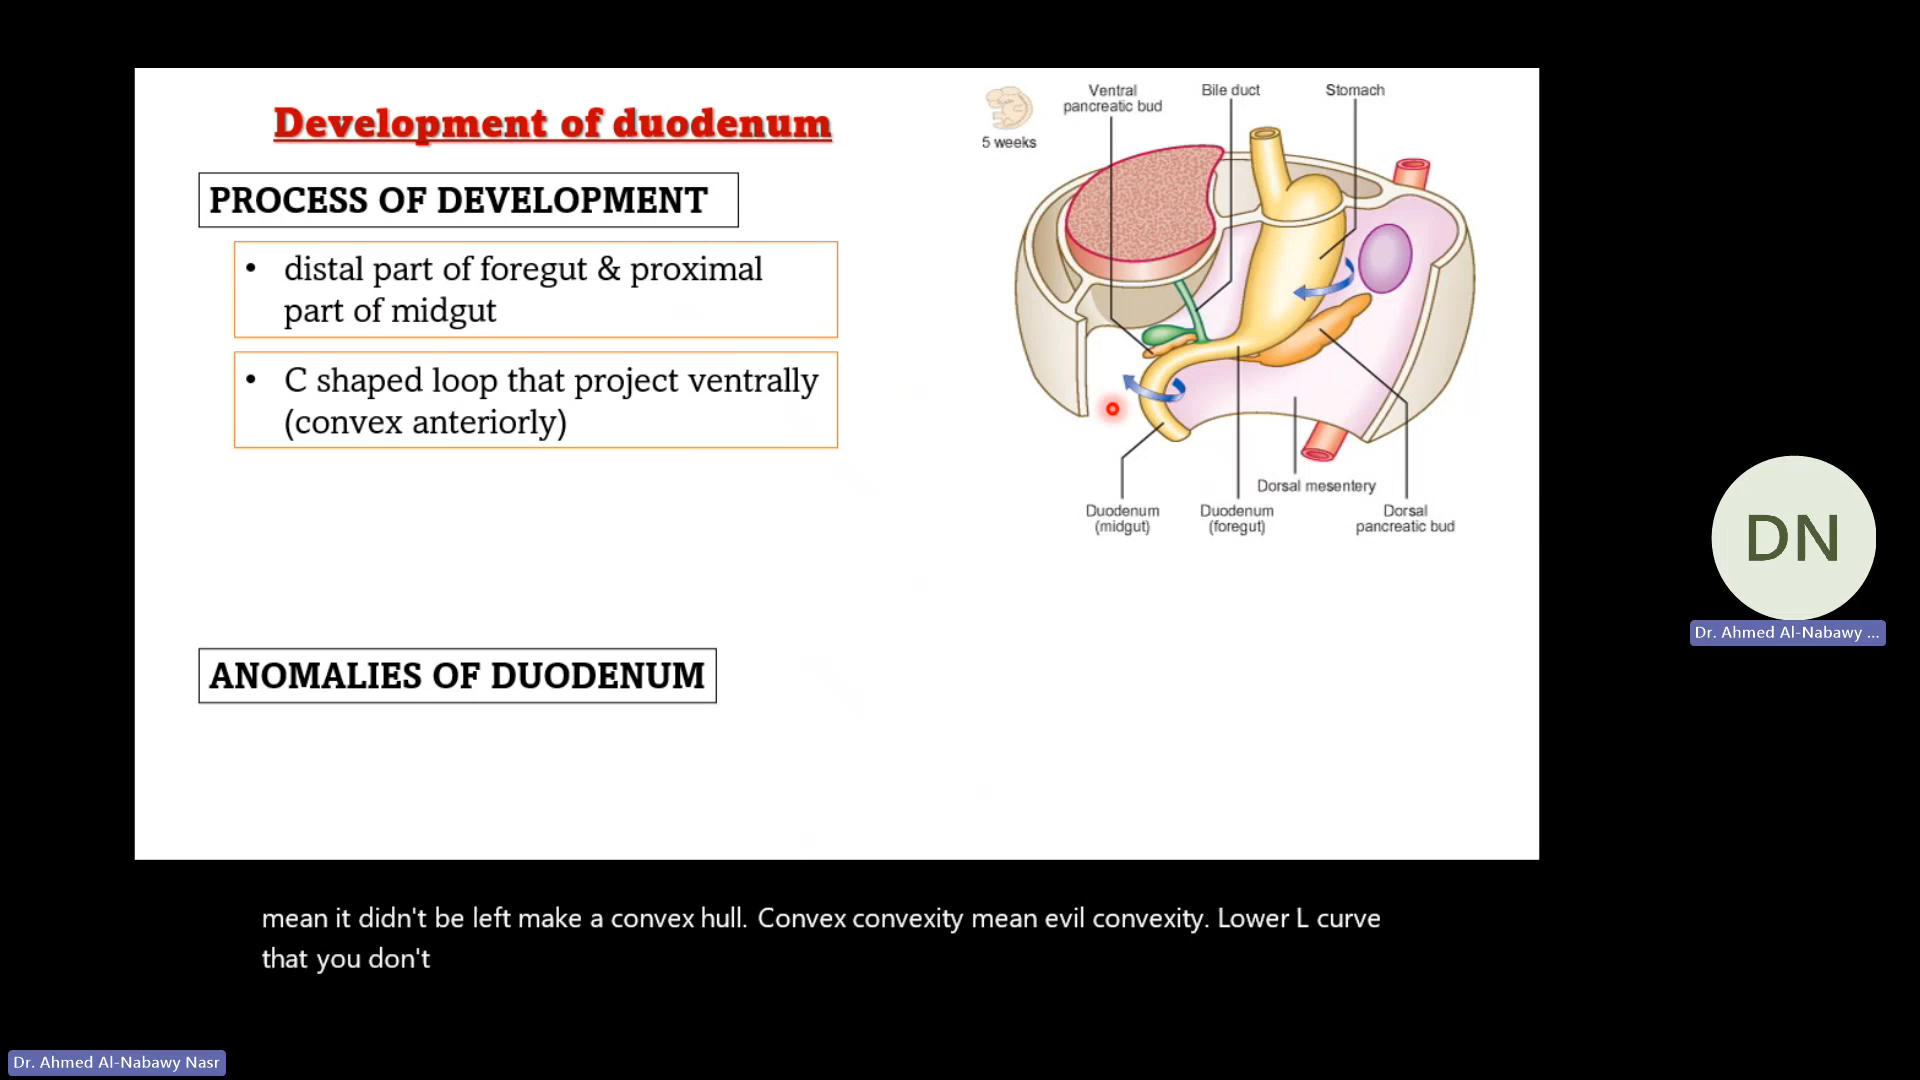 Development of duodenum
PROCESS OF DEVELOPMENT
• distal part of foregut & proximal
part of midgut
• C shaped loop that project ventrally
(convex anteriorly)
ANOMALIES OF DUODENUM
5 weeks
Ventral
pancreatic bud
Bile duct
Stomach
Dorsal mesentery
Duodenum
(midgut)
Duodenum
(foregut)
Dorsal
pancreatic bud
DN
Dr. Ahmed Al-Nabawy ...
mean it didn't be left make a convex hull. Convex convexity mean evil convexity. Lower L curve
that you don't
Dr. Ahmed Al-Nabawy Nasr